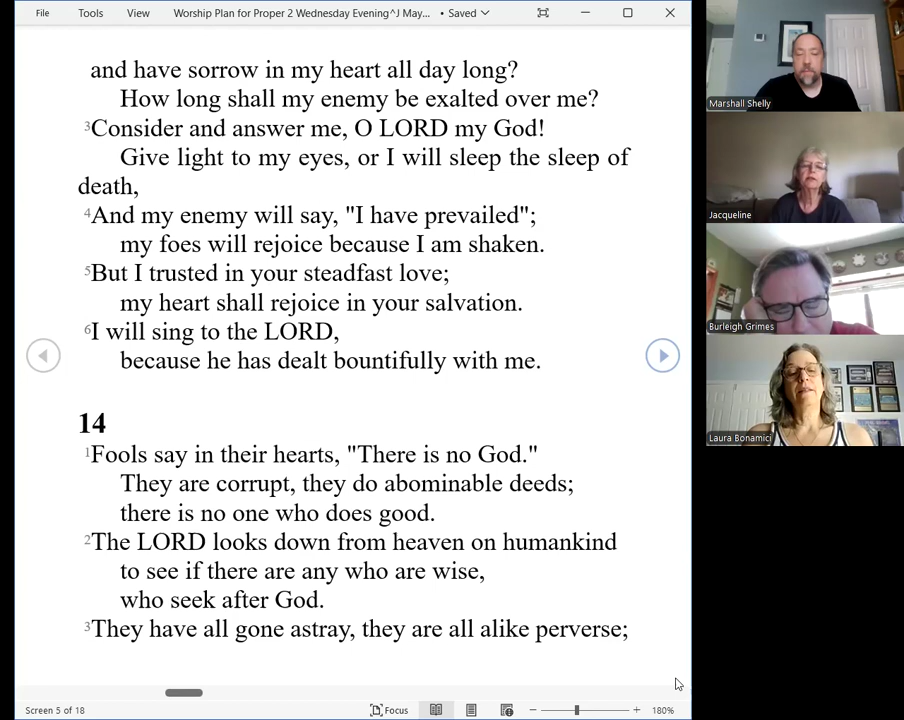 File Tools View Worship Plan for Proper 2 Wednesday Evening^J May... • Saved
and have sorrow in my heart all day long?
How long shall my enemy be exalted over me?
3Consider and answer me, O LORD my God!
Give light to my eyes, or I will sleep the sleep of
death,
4And my enemy will say, "I have prevailed";
my foes will rejoice because I am shaken.
5But I trusted in your steadfast love;
my heart shall rejoice in your salvation.
6I will sing to the LORD,
because he has dealt bountifully with me.
14
1Fools say in their hearts, "There is no God."
They are corrupt, they do abominable deeds;
there is no one who does good.
2The LORD looks down from heaven on humankind
to see if there are any who are wise,
who seek after God.
3They have all gone astray, they are all alike perverse;
Screen 5 of 18 Focus 180%
Marshall Shelly
Jacqueline
Burleigh Grimes
Laura Bonamici